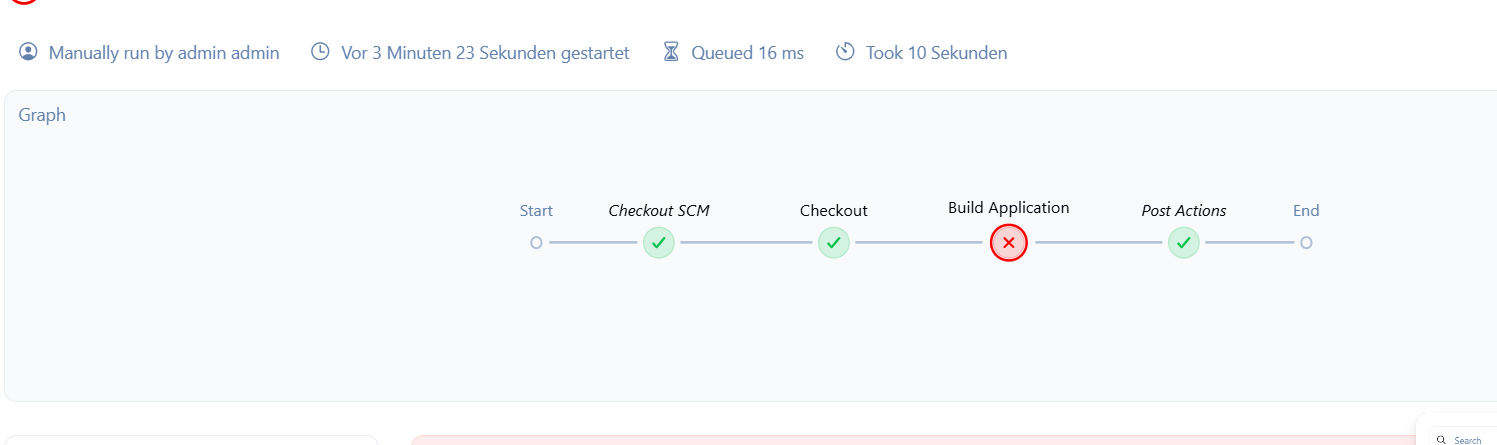 Manually run by admin admin Vor 3 Minuten 23 Sekunden gestartet Queued 16 ms Took 10 Sekunden
Graph
Start Checkout SCM Checkout Build Application Post Actions End
Search